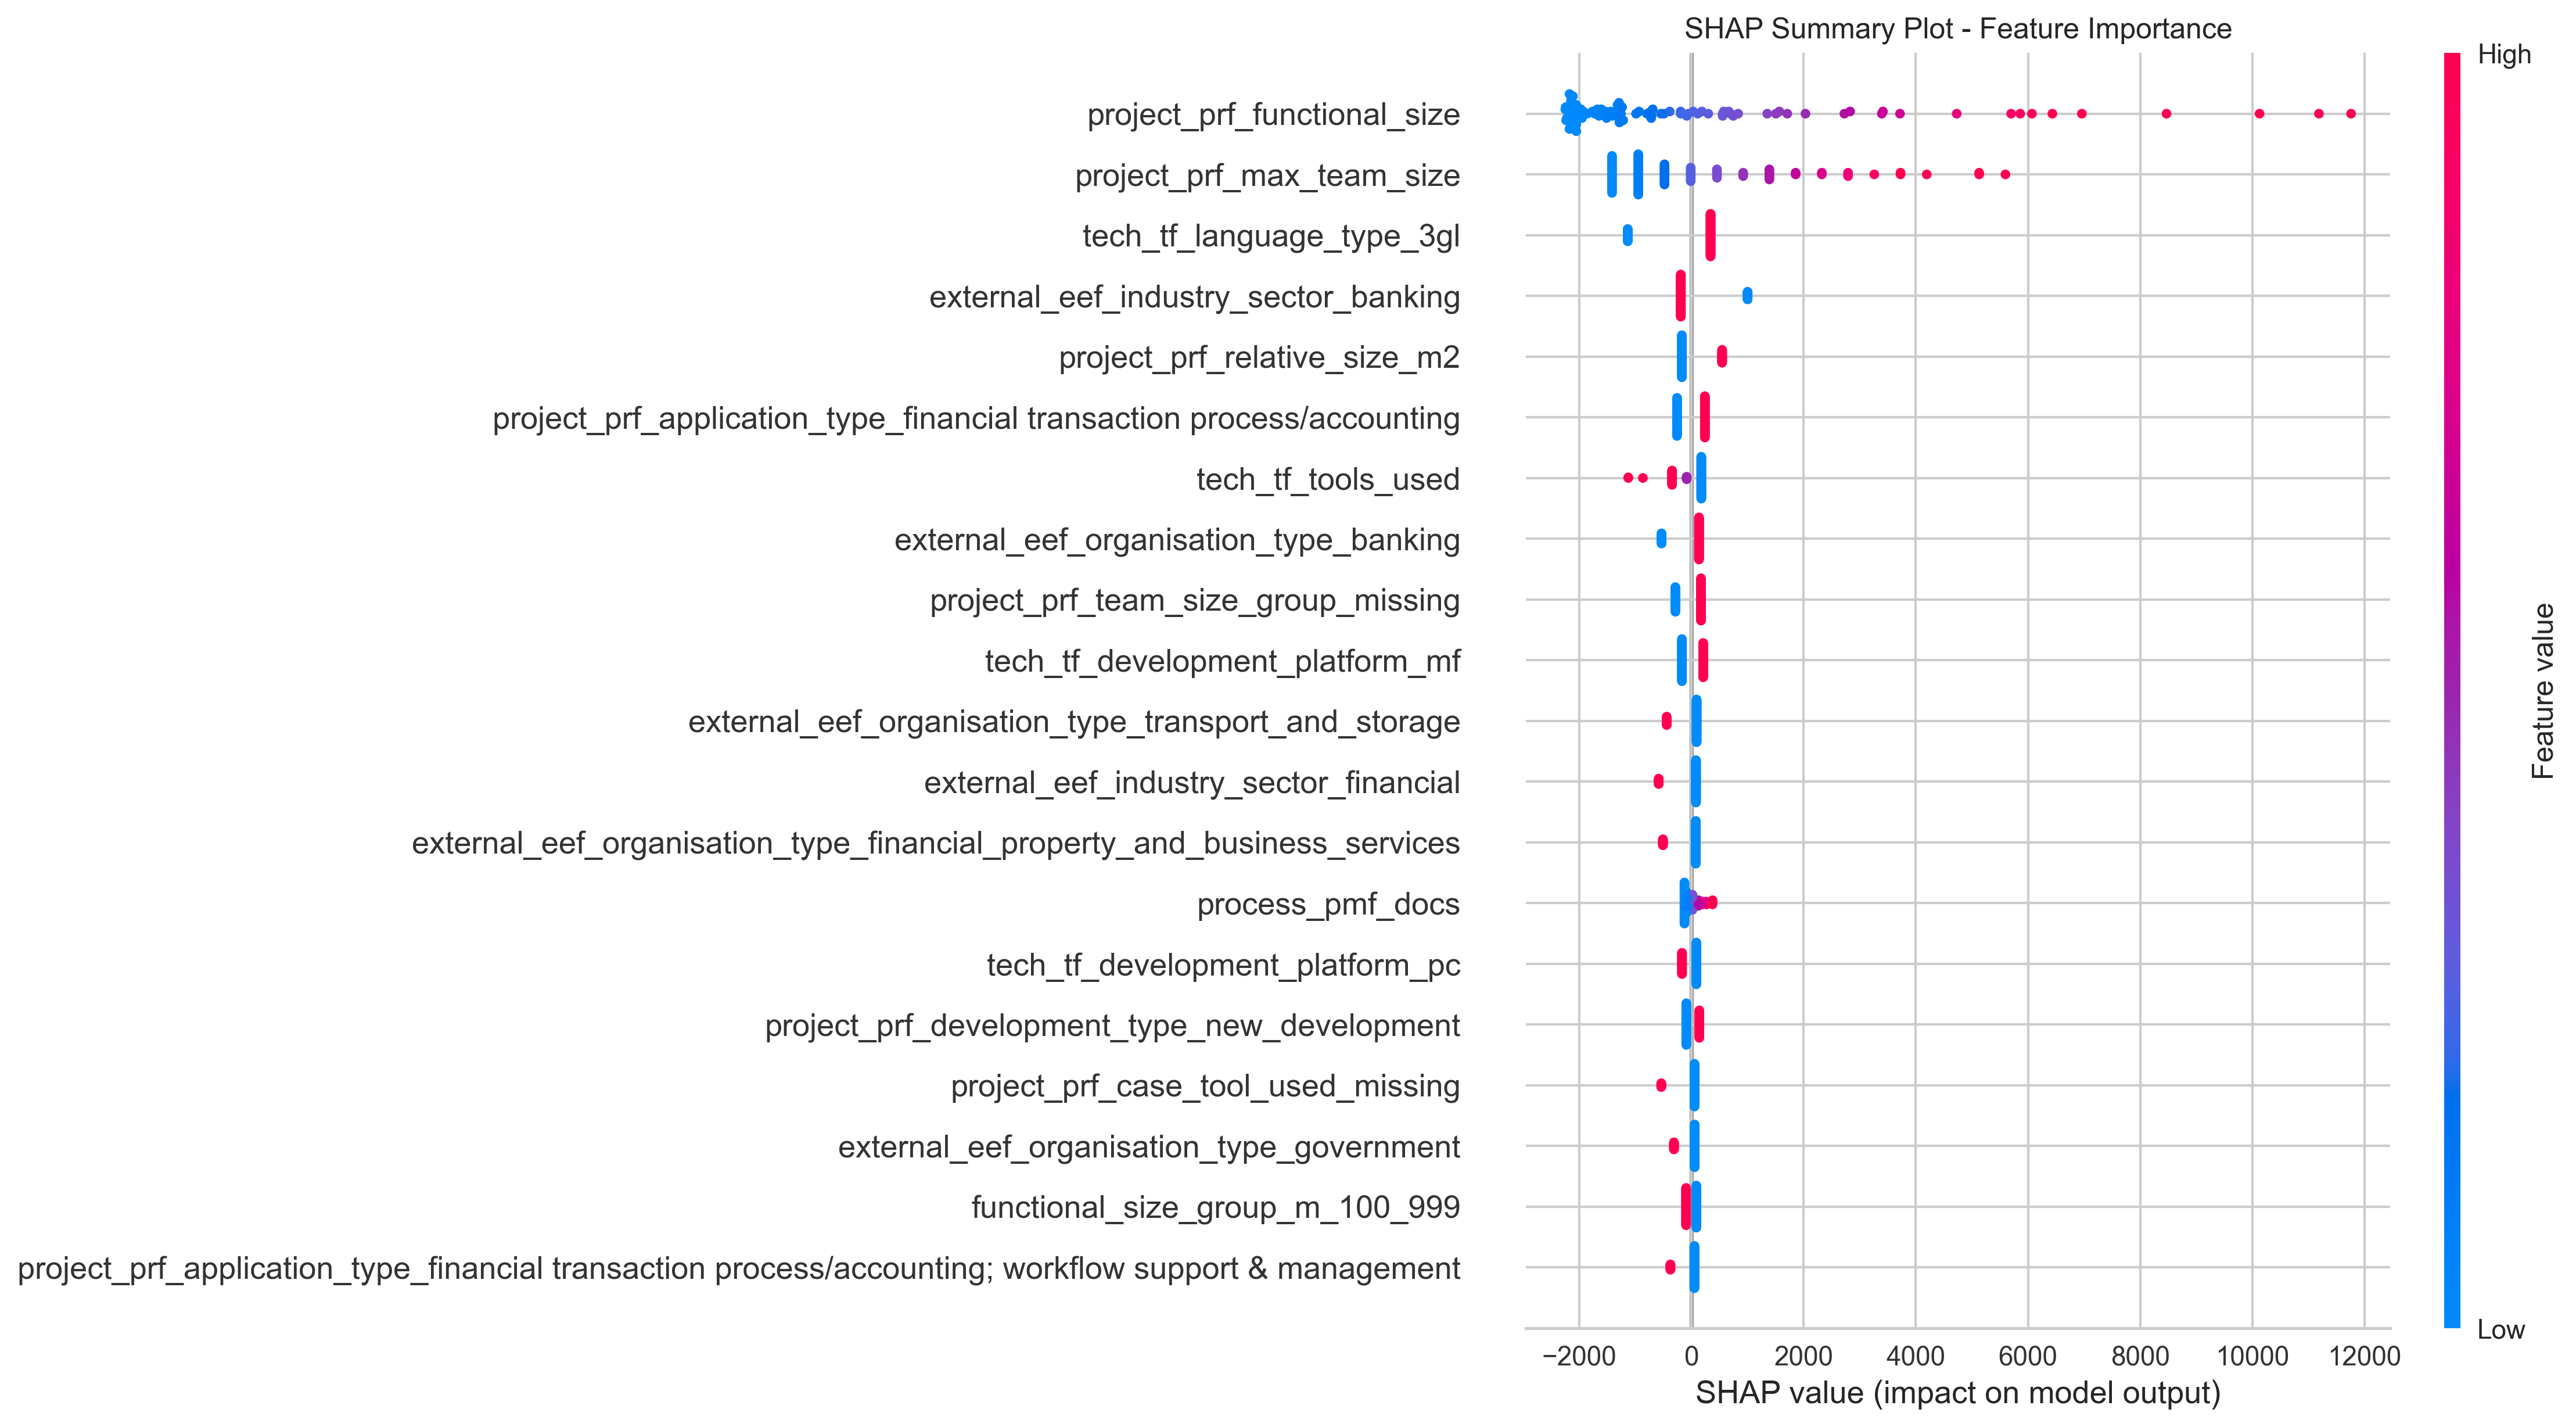 SHAP Summary Plot - Feature Importance
High
project_prf_functional_size
project_prf_max_team_size
tech_tf_language_type_3gl
external_eef_industry_sector_banking
project_prf_relative_size_m2
project_prf_application_type_financial transaction process/accounting
tech_tf_tools_used
external_eef_organisation_type_banking
project_prf_team_size_group_missing
tech_tf_development_platform_mf
external_eef_organisation_type_transport_and_storage
external_eef_industry_sector_financial
external_eef_organisation_type_financial_property_and_business_services
process_pmf_docs
tech_tf_development_platform_pc
project_prf_development_type_new_development
project_prf_case_tool_used_missing
external_eef_organisation_type_government
functional_size_group_m_100_999
project_prf_application_type_financial transaction process/accounting; workflow support & management
Feature value
Low
−2000 0 2000 4000 6000 8000 10000 12000
SHAP value (impact on model output)